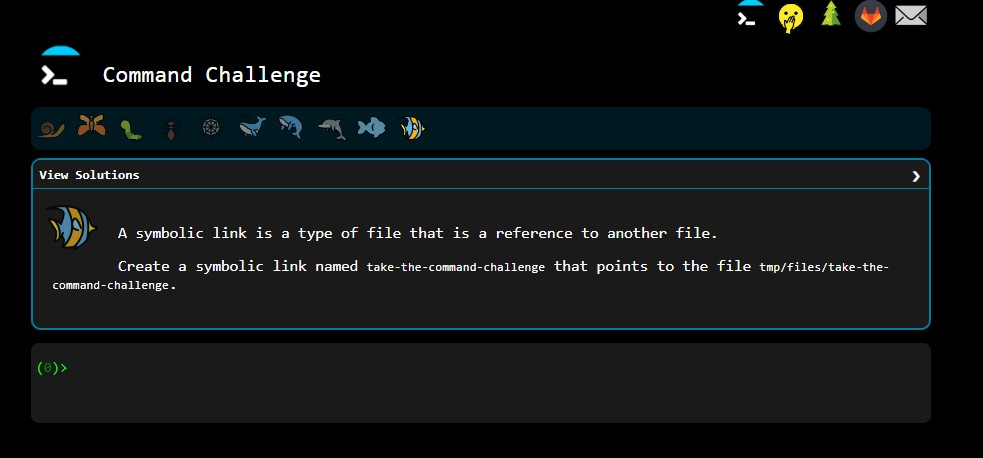 Command Challenge
View Solutions
❯
A symbolic link is a type of file that is a reference to another file.
Create a symbolic link named take-the-command-challenge that points to the file tmp/files/take-the-
command-challenge.
(0)>